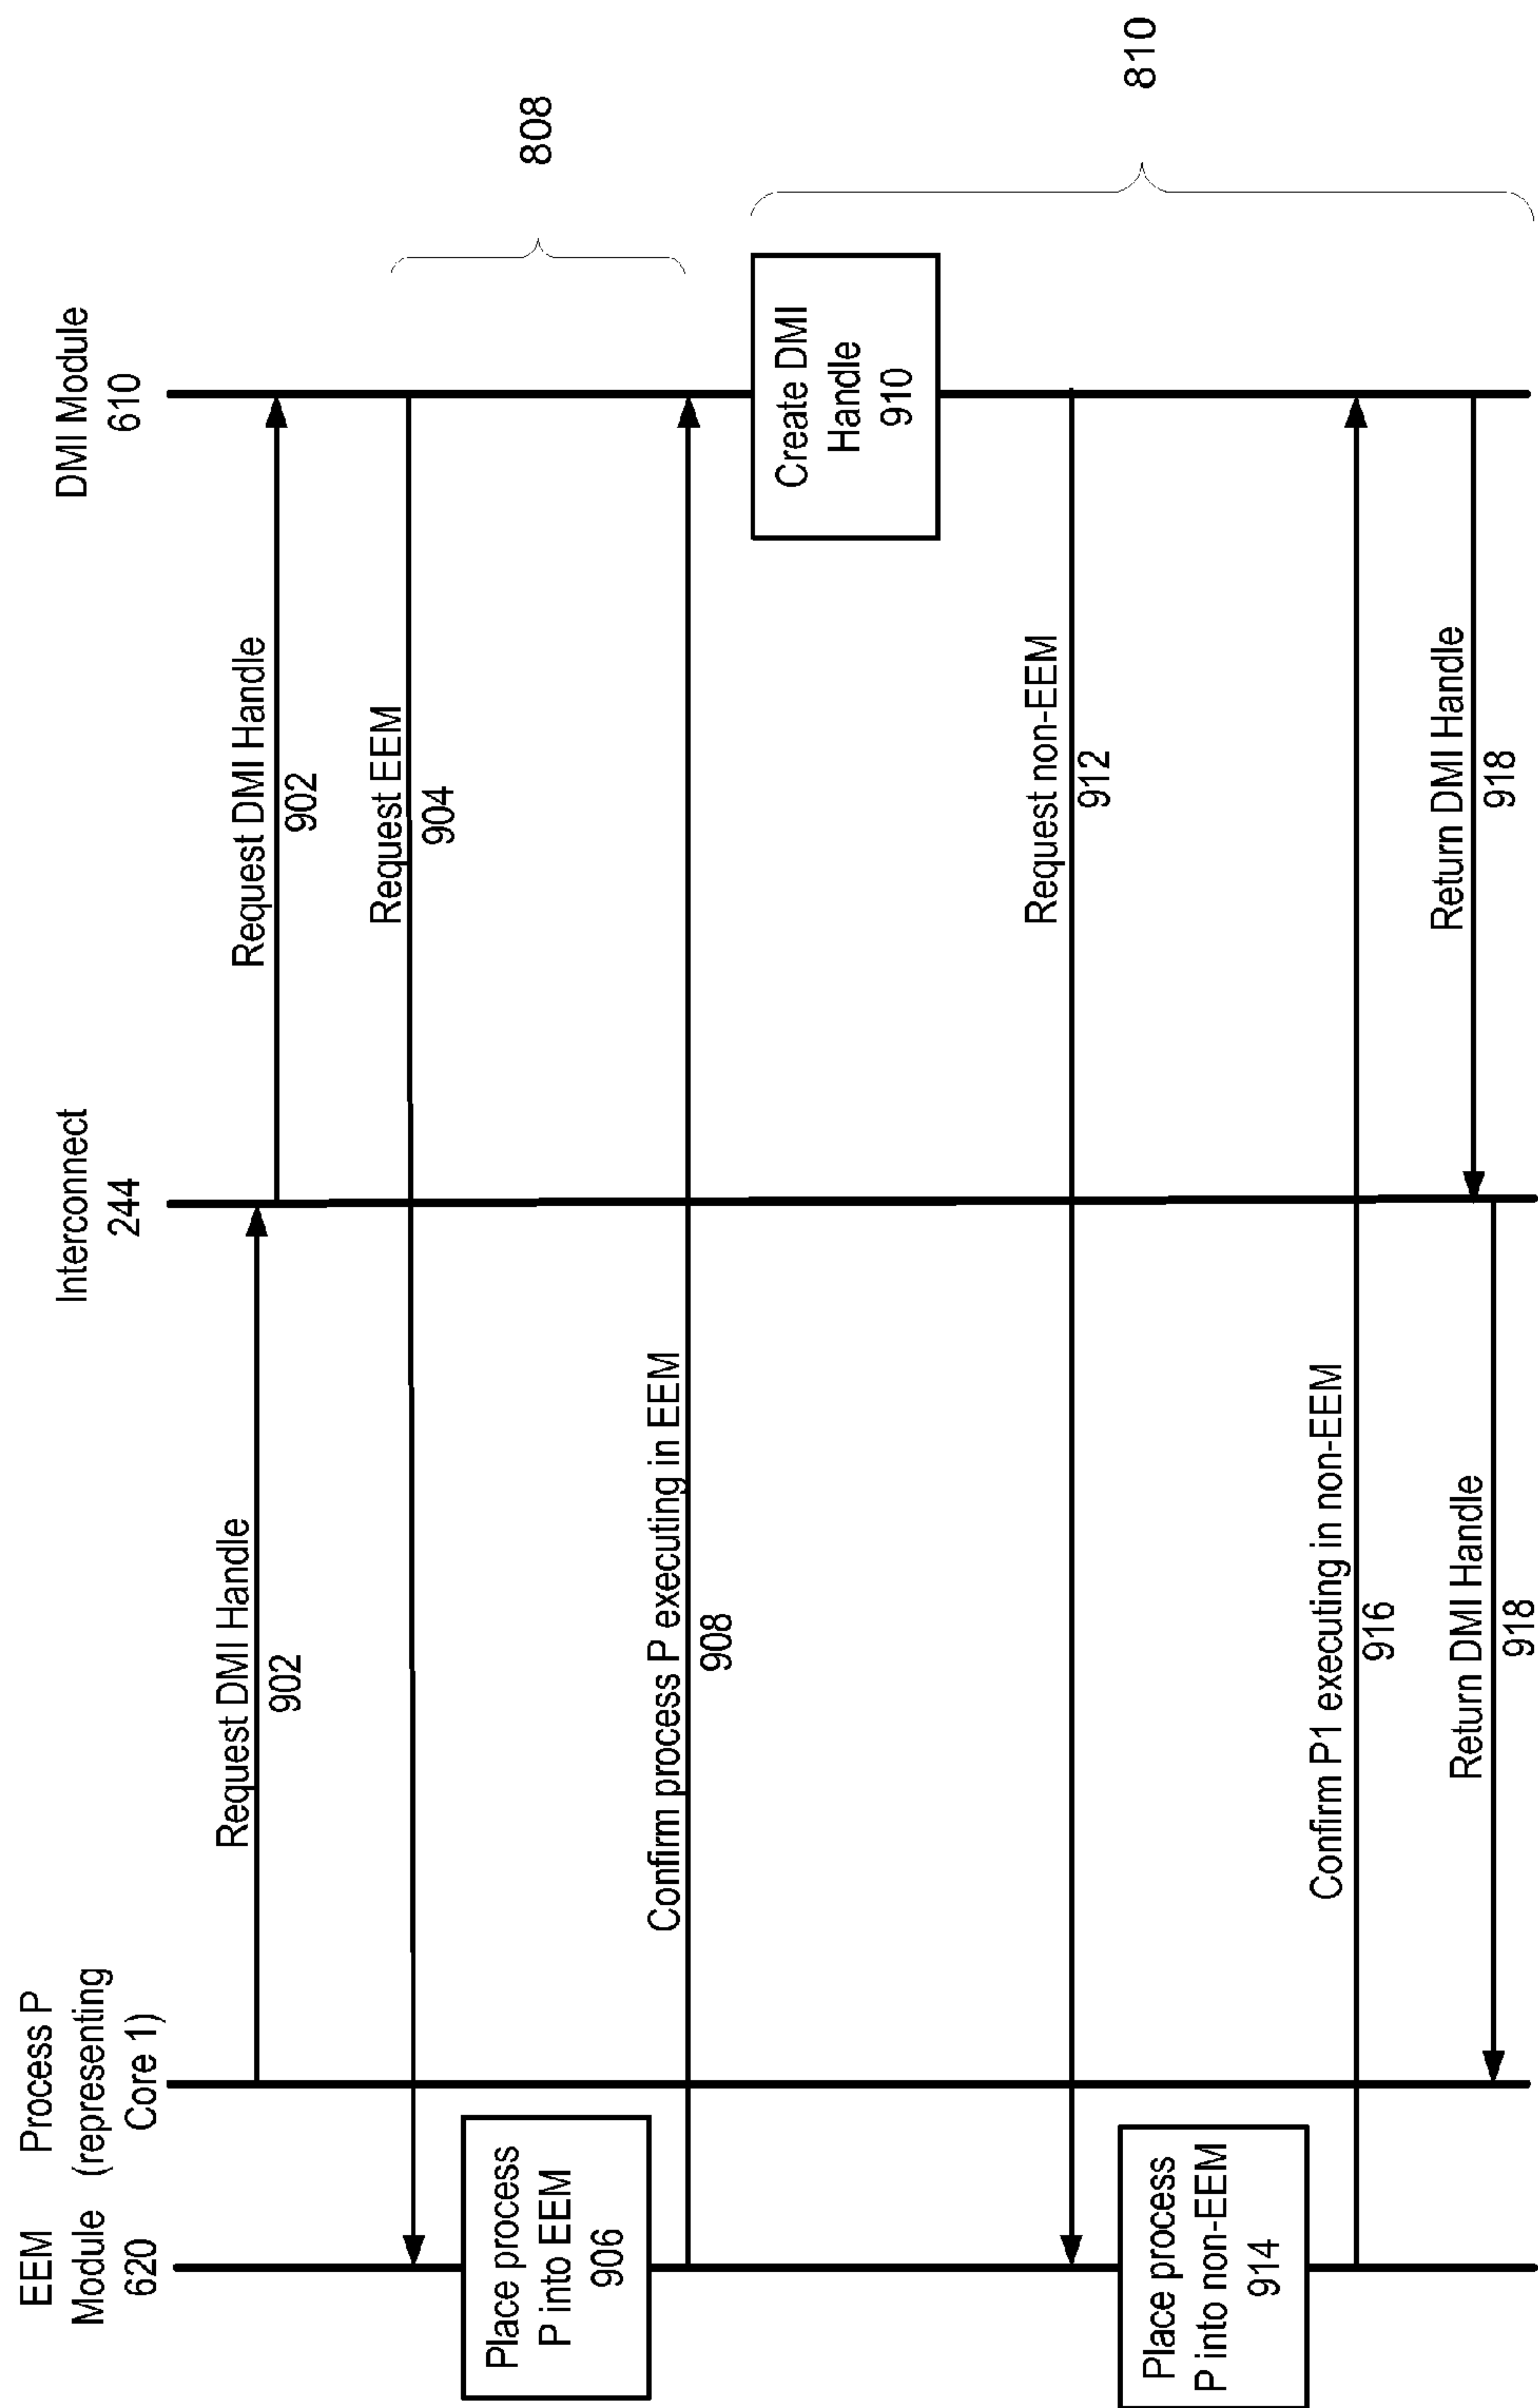 EEM
Module
620
Process P
(representing
Core 1)
Interconnect
244
DMI Module
610
Request DMI Handle
902
Request DMI Handle
902
Request EEM
904
808
Place process
P into EEM
906
Confirm process P executing in EEM
908
Create DMI
Handle
910
810
Request non-EEM
912
Place process
P into non-EEM
914
Confirm P1 executing in non-EEM
916
Return DMI Handle
918
Return DMI Handle
918